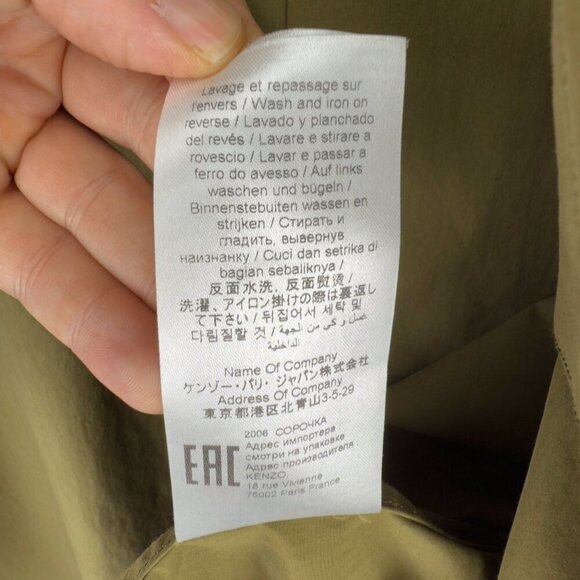 Lavage et repassage sur
l'envers / Wash and iron on
reverse / Lavado y planchado
del revés / Lavare e stirare a
rovescio / Lavar e passar a
ferro do avesso / Auf links
waschen und bügeln /
Binnenstebuiten wassen en
strijken / Стирать и
гладить, вывернув
наизнанку / Cuci dan setrika di
bagian sebaliknya /
反面水洗, 反面熨烫 /
洗濯、アイロン掛けの際は裏返し
て下さい / 뒤집어서 세탁 및
다림질할 것 / غسل و كي من الجهة
الداخلية
Name Of Company
ケンゾー・パリ・ジャパン株式会社
Address Of Company
東京都港区北青山3-5-29
EAC
2006 СОРОЧКА
Адрес импортера
смотри на упаковке
Адрес производителя
KENZO
18 rue Vivienne
75002 Paris France